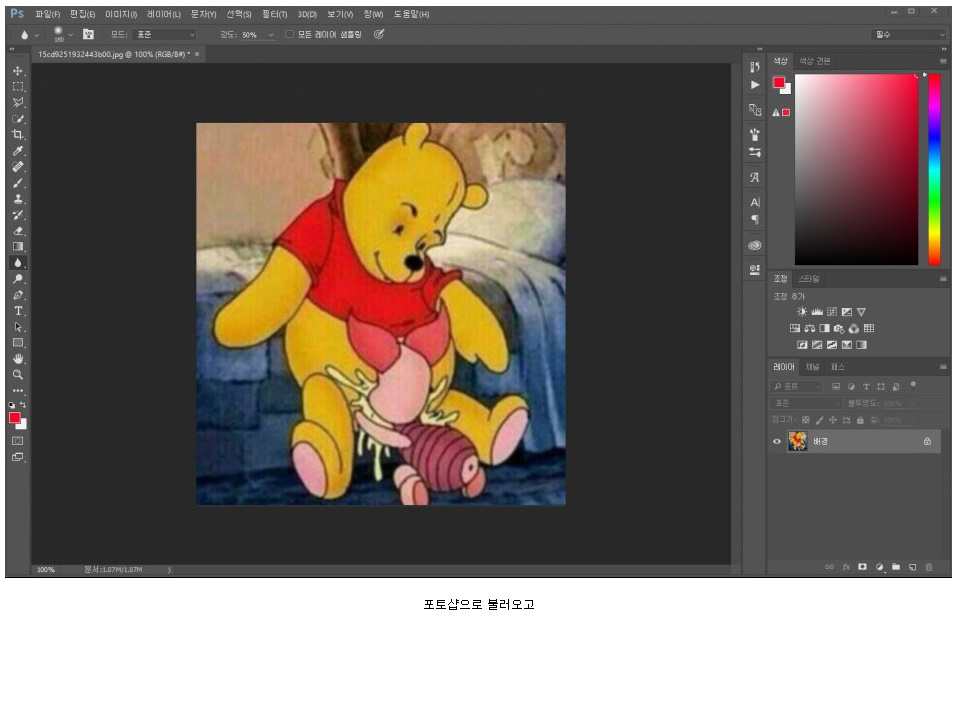 Ps 파일(F) 편집(E) 이미지(I) 레이어(L) 문자(Y) 선택(S) 필터(T) 3D(D) 보기(V) 창(W) 도움말(H)
180 모드: 표준 강도: 50% 모든 레이어 샘플링 필수
15cd9251932443b00.jpg @ 100% (RGB/8#) *
색상 색상 견본
조정 스타일
조정 추가
레이어 채널 패스
종류
표준 불투명도: 100%
잠그기: 칠: 100%
배경
100% 문서:1.07M/1.07M
포토샵으로 불러오고